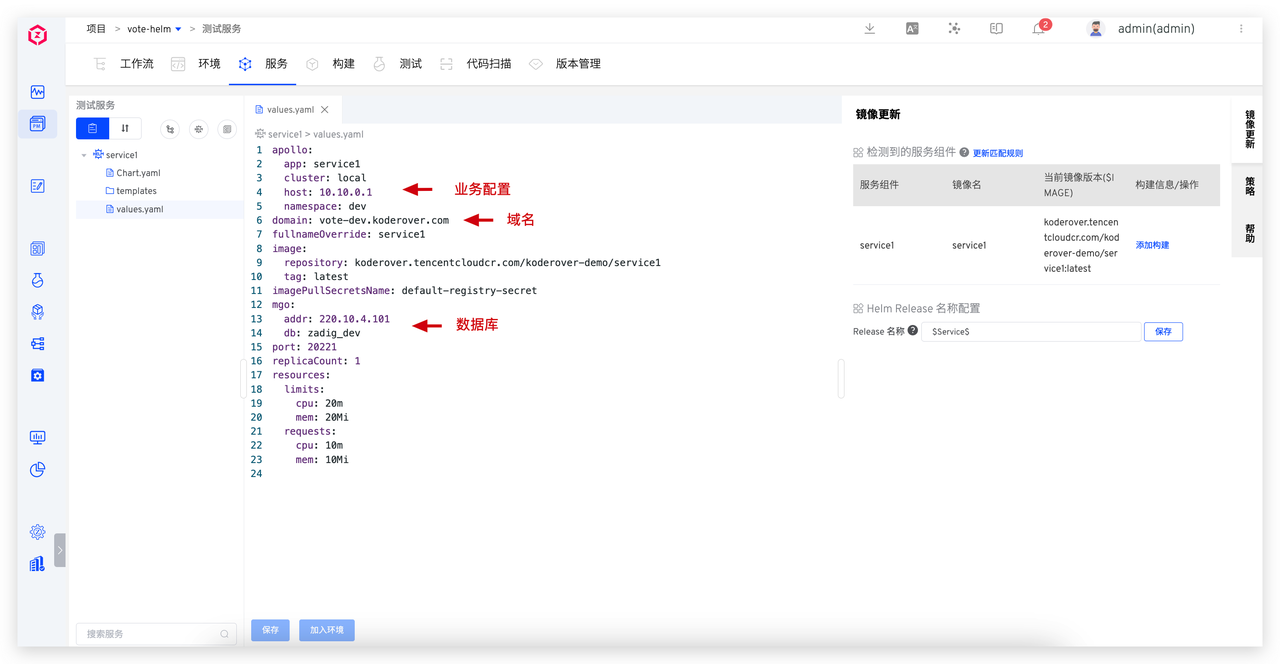 项目 > vote-helm > 测试服务
2
admin(admin)
工作流 环境 服务 构建 测试 代码扫描 版本管理
测试服务
service1
Chart.yaml
templates
values.yaml
搜索服务
values.yaml
service1 > values.yaml
1 apollo:
2 app: service1
3 cluster: local
4 host: 10.10.0.1
业务配置
5 namespace: dev
6 domain: vote-dev.koderover.com
域名
7 fullnameOverride: service1
8 image:
9 repository: koderover.tencentcloudcr.com/koderover-demo/service1
10 tag: latest
11 imagePullSecretsName: default-registry-secret
12 mgo:
13 addr: 220.10.4.101
数据库
14 db: zadig_dev
15 port: 20221
16 replicaCount: 1
17 resources:
18 limits:
19 cpu: 20m
20 mem: 20Mi
21 requests:
22 cpu: 10m
23 mem: 10Mi
24
保存 加入环境
镜像更新
检测到的服务组件 ? 更新匹配规则
服务组件 镜像名 当前镜像版本($I
MAGE) 构建信息/操作
service1 service1 koderover.tencen
tcloudcr.com/kod
erover-demo/ser
vice1:latest 添加构建
Helm Release 名称配置
Release 名称 ? $Service$ 保存
镜像更新
策略
帮助